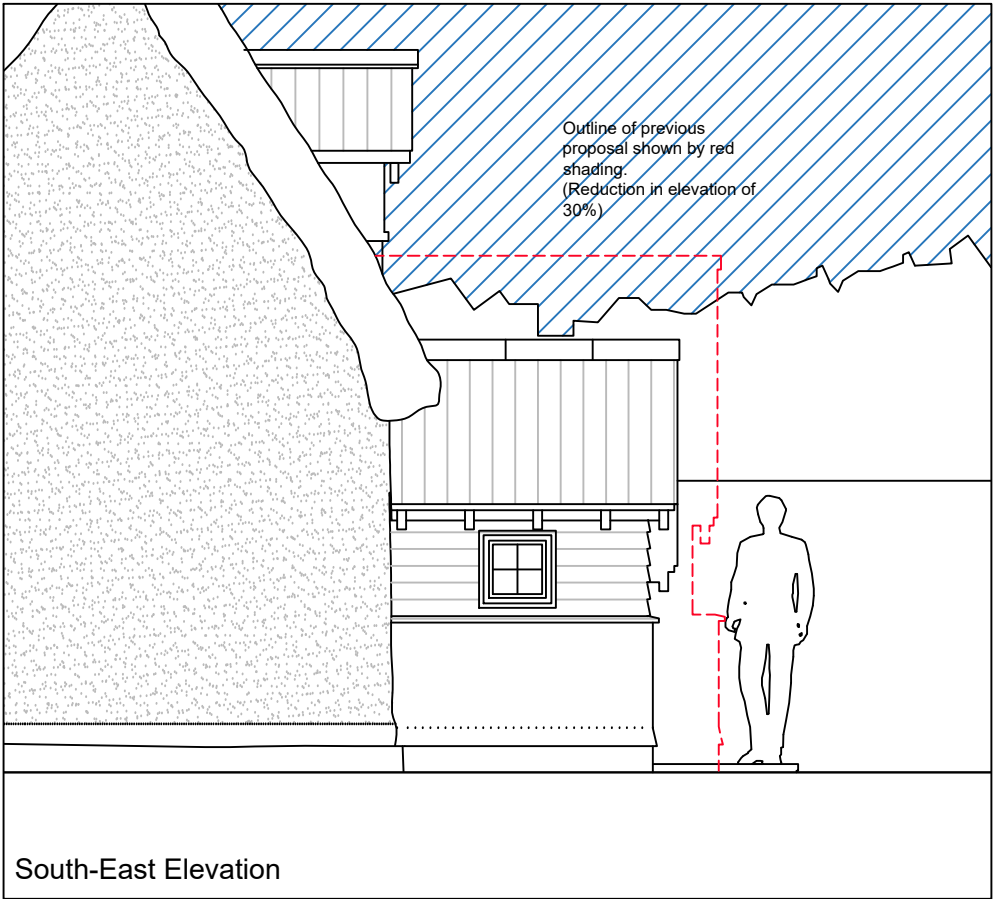 Outline of previous
proposal shown by red
shading.
(Reduction in elevation of
30%)
South-East Elevation